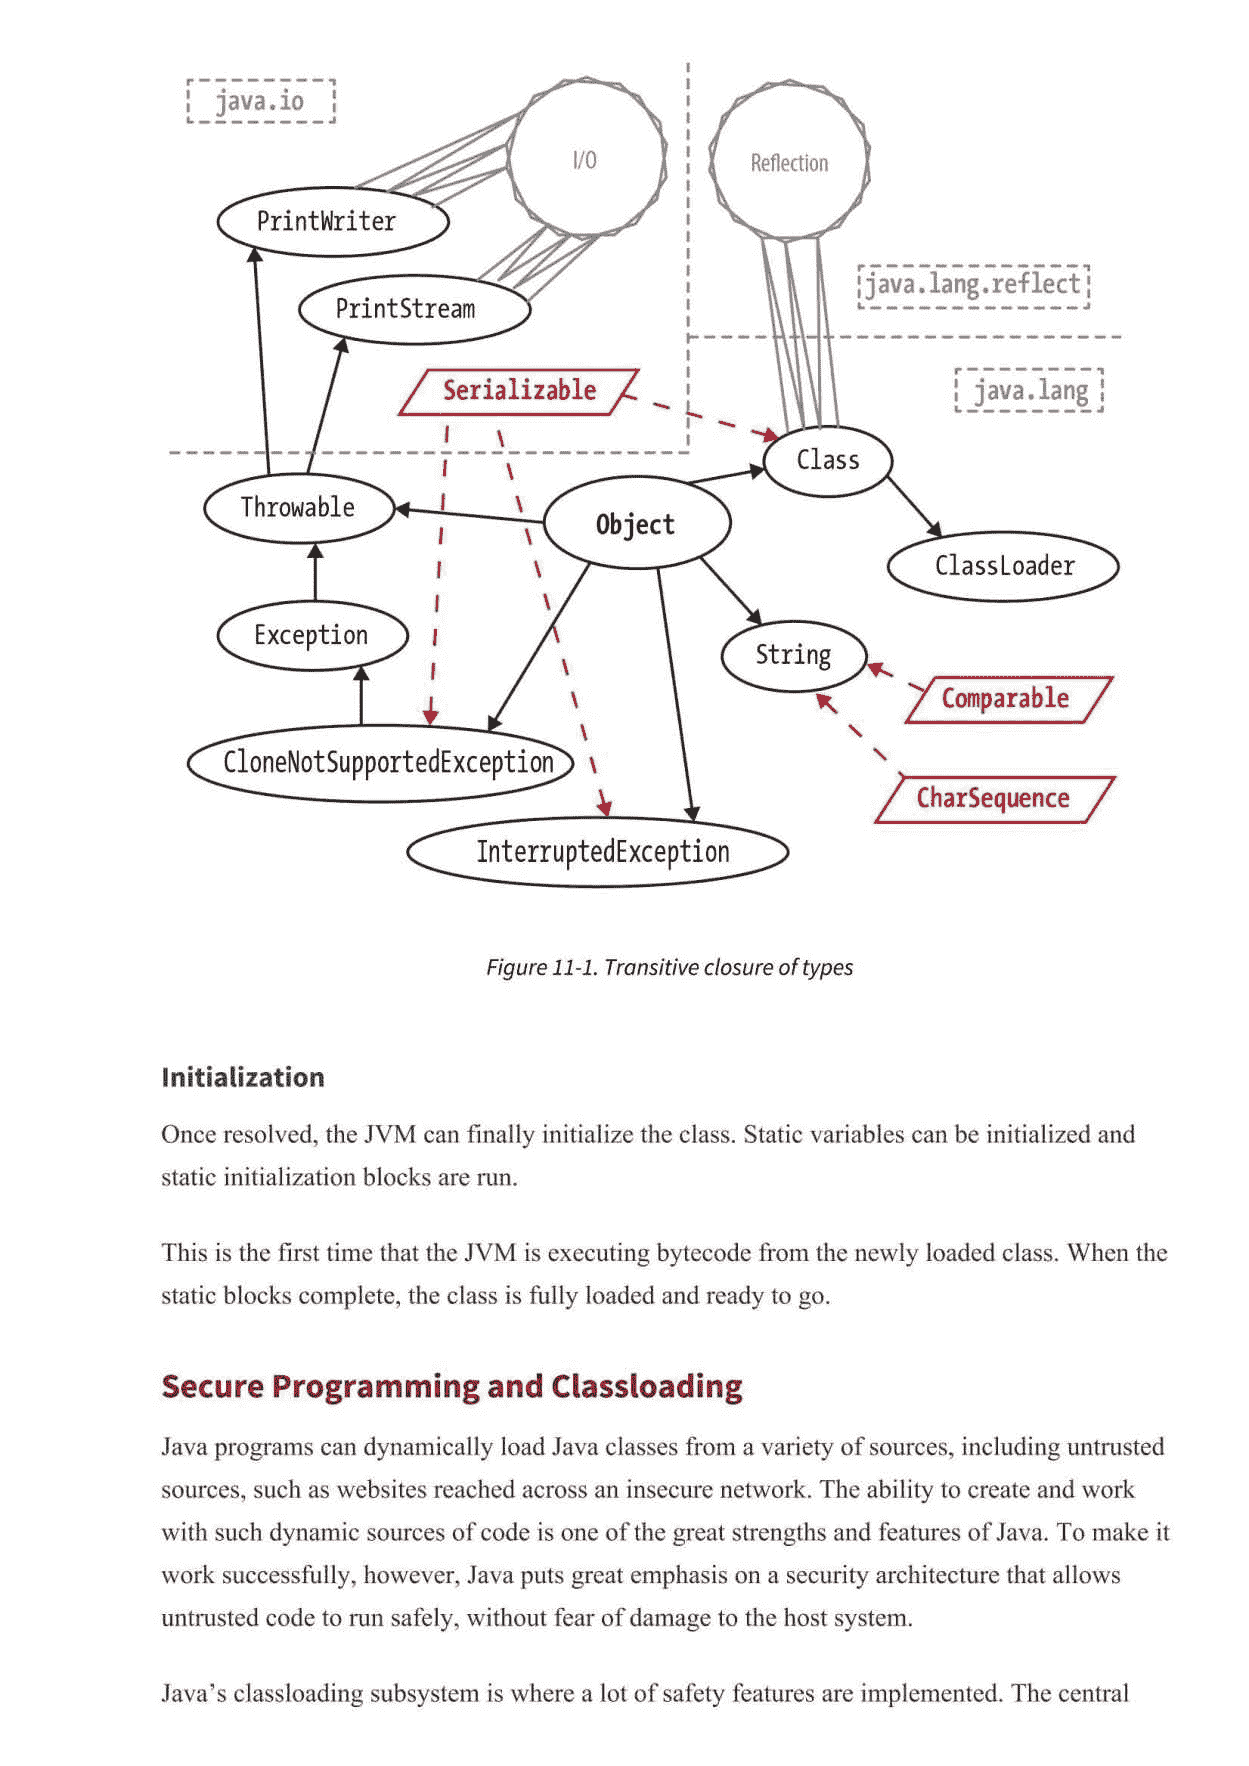 java.io
I/O
Reflection
PrintWriter
java.lang.reflect
PrintStream
Serializable
java.lang
Class
Throwable
Object
ClassLoader
Exception
String
Comparable
CloneNotSupportedException
CharSequence
InterruptedException
Figure 11-1. Transitive closure of types
Initialization
Once resolved, the JVM can finally initialize the class. Static variables can be initialized and
static initialization blocks are run.
This is the first time that the JVM is executing bytecode from the newly loaded class. When the
static blocks complete, the class is fully loaded and ready to go.
Secure Programming and Classloading
Java programs can dynamically load Java classes from a variety of sources, including untrusted
sources, such as websites reached across an insecure network. The ability to create and work
with such dynamic sources of code is one of the great strengths and features of Java. To make it
work successfully, however, Java puts great emphasis on a security architecture that allows
untrusted code to run safely, without fear of damage to the host system.
Java’s classloading subsystem is where a lot of safety features are implemented. The central